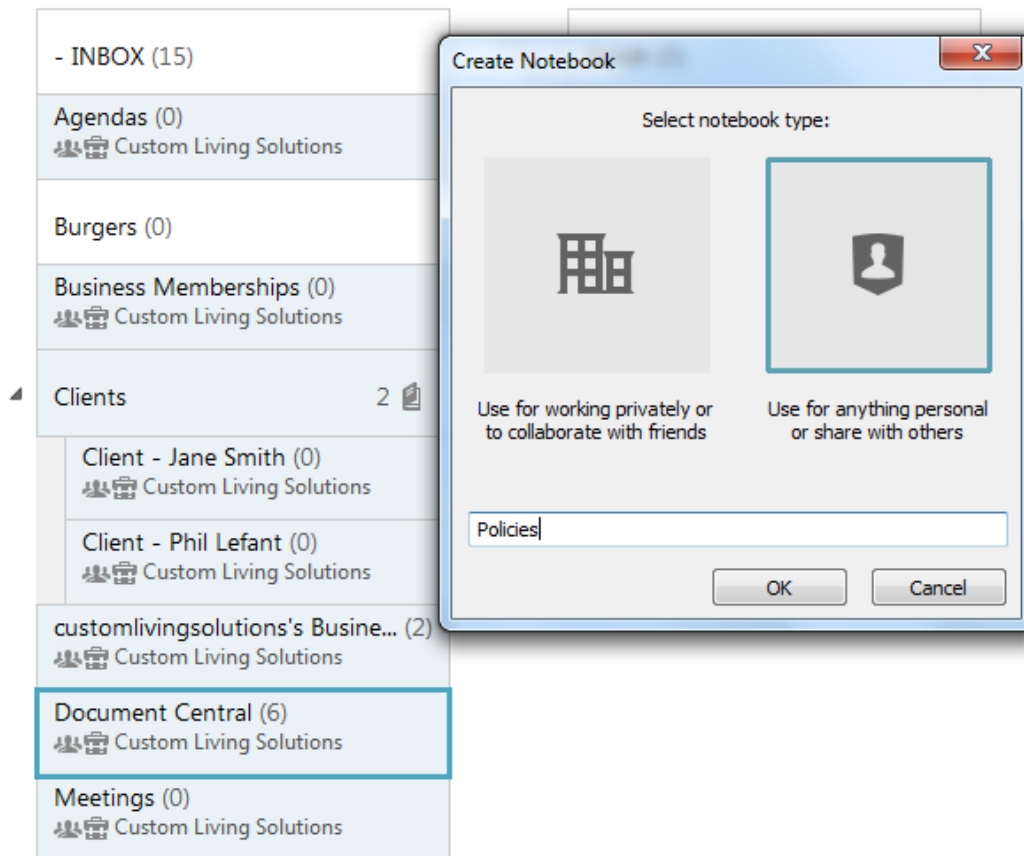 - INBOX (15)
Agendas (0)
Custom Living Solutions
Burgers (0)
Business Memberships (0)
Custom Living Solutions
Clients 2
Client - Jane Smith (0)
Custom Living Solutions
Client - Phil Lefant (0)
Custom Living Solutions
customlivingsolutions's Busine... (2)
Custom Living Solutions
Document Central (6)
Custom Living Solutions
Meetings (0)
Custom Living Solutions
Create Notebook
Select notebook type:
Use for working privately or
to collaborate with friends
Use for anything personal
or share with others
Policies
OK
Cancel